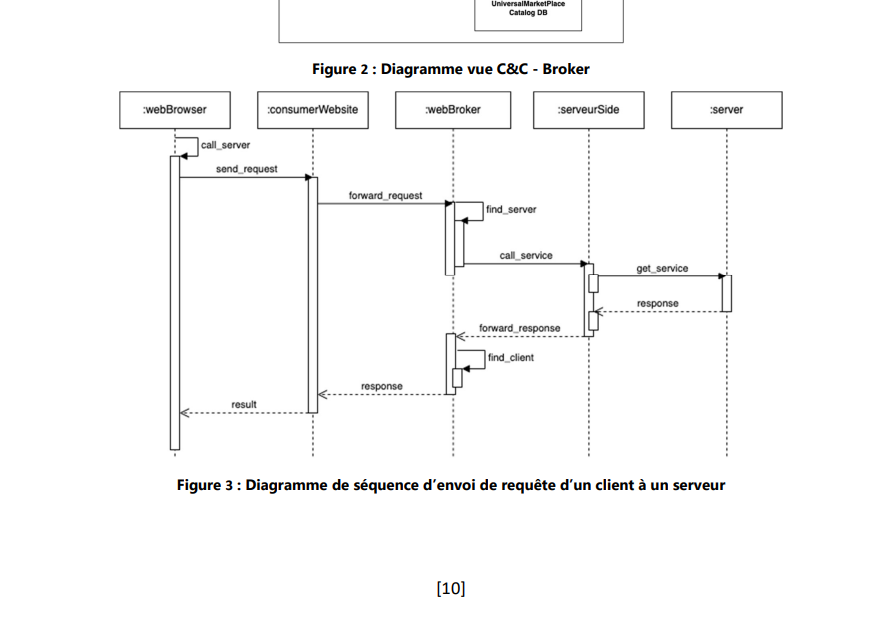 UniversalMarketPlace
Catalog DB
Figure 2 : Diagramme vue C&C - Broker
:webBrowser
:consumerWebsite
:webBroker
:serveurSide
:server
call_server
send_request
forward_request
find_server
call_service
get_service
response
forward_response
find_client
response
result
Figure 3 : Diagramme de séquence d’envoi de requête d’un client à un serveur
[10]